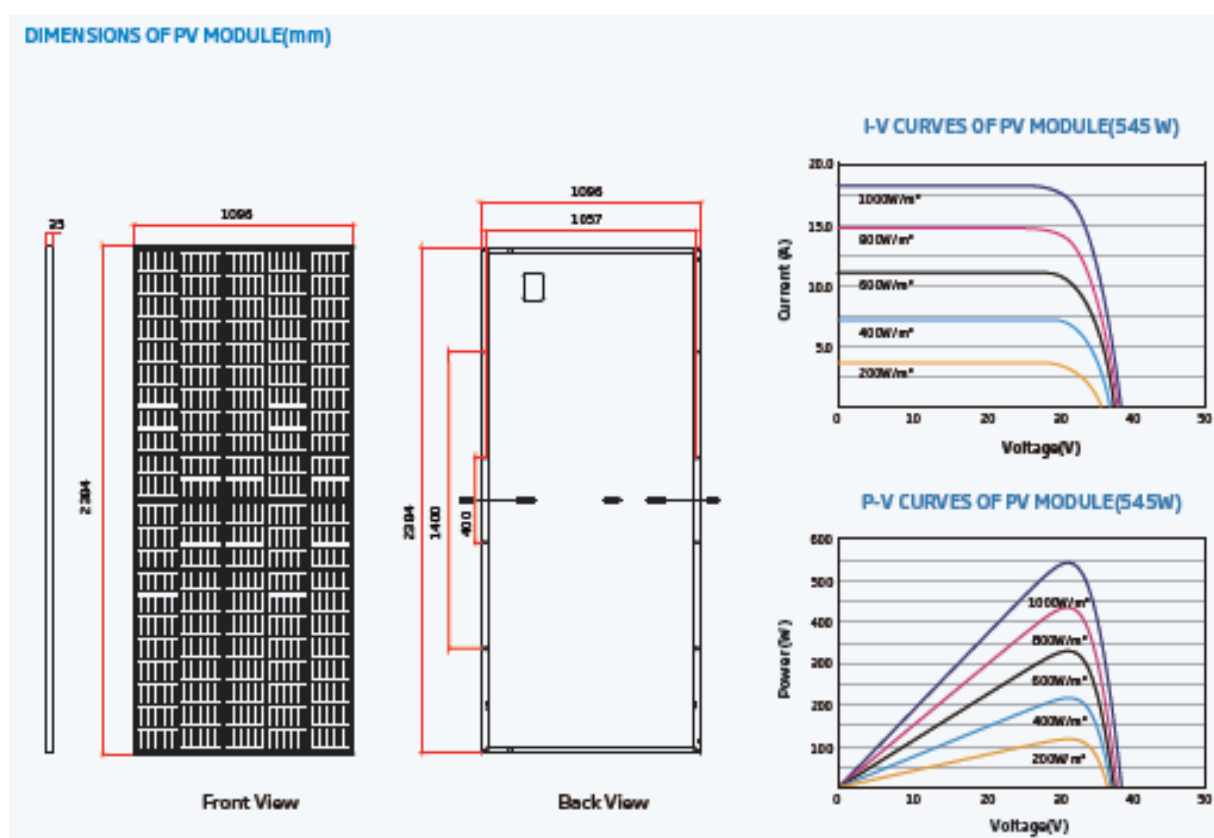 DIMENSIONS OF PV MODULE(mm)
I-V CURVES OF PV MODULE(545 W)
20.0
15.0
10.0
5.0
Current (A)
1000W/m²
800W/m²
600W/m²
400W/m²
200W/m²
0 10 20 30 40 50
Voltage(V)
1096
2384
Front View
1096
1057
2384
1400
400
Back View
P-V CURVES OF PV MODULE(545W)
600
500
400
300
200
100
Power(W)
1000W/m²
800W/m²
600W/m²
400W/m²
200W/m²
0 10 20 30 40 50
Voltage(V)